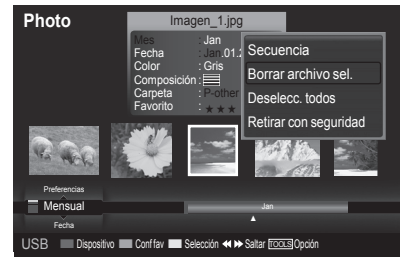 Photo
Imagen_1.jpg
Mes : Jan
Fecha : Jan.01.2
Color : Gris
Composición :
Carpeta : P-other
Favorito : ★ ★ ★
Secuencia
Borrar archivo sel.
Deselecc. todos
Retirar con seguridad
Preferencias
Mensual
Fecha
Jan
USB Dispositivo Conf fav Selección Saltar TOOLS Opción